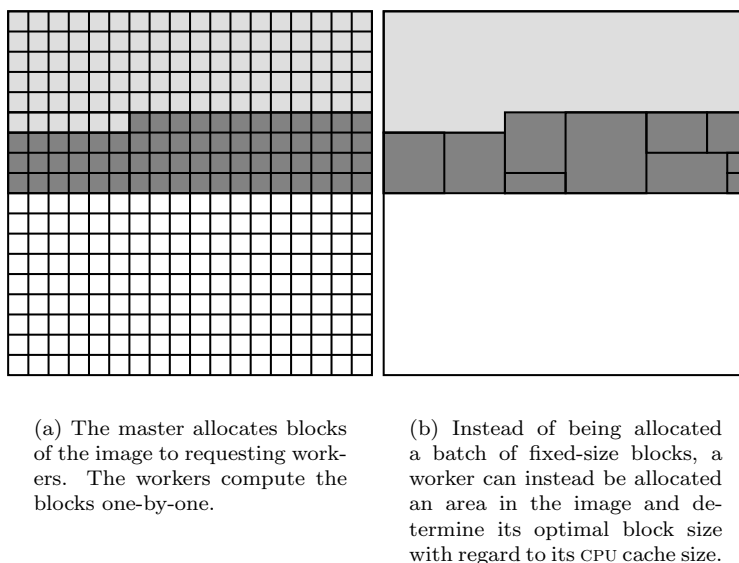 (a) The master allocates blocks
of the image to requesting work-
ers. The workers compute the
blocks one-by-one.
(b) Instead of being allocated
a batch of fixed-size blocks, a
worker can instead be allocated
an area in the image and de-
termine its optimal block size
with regard to its CPU cache size.